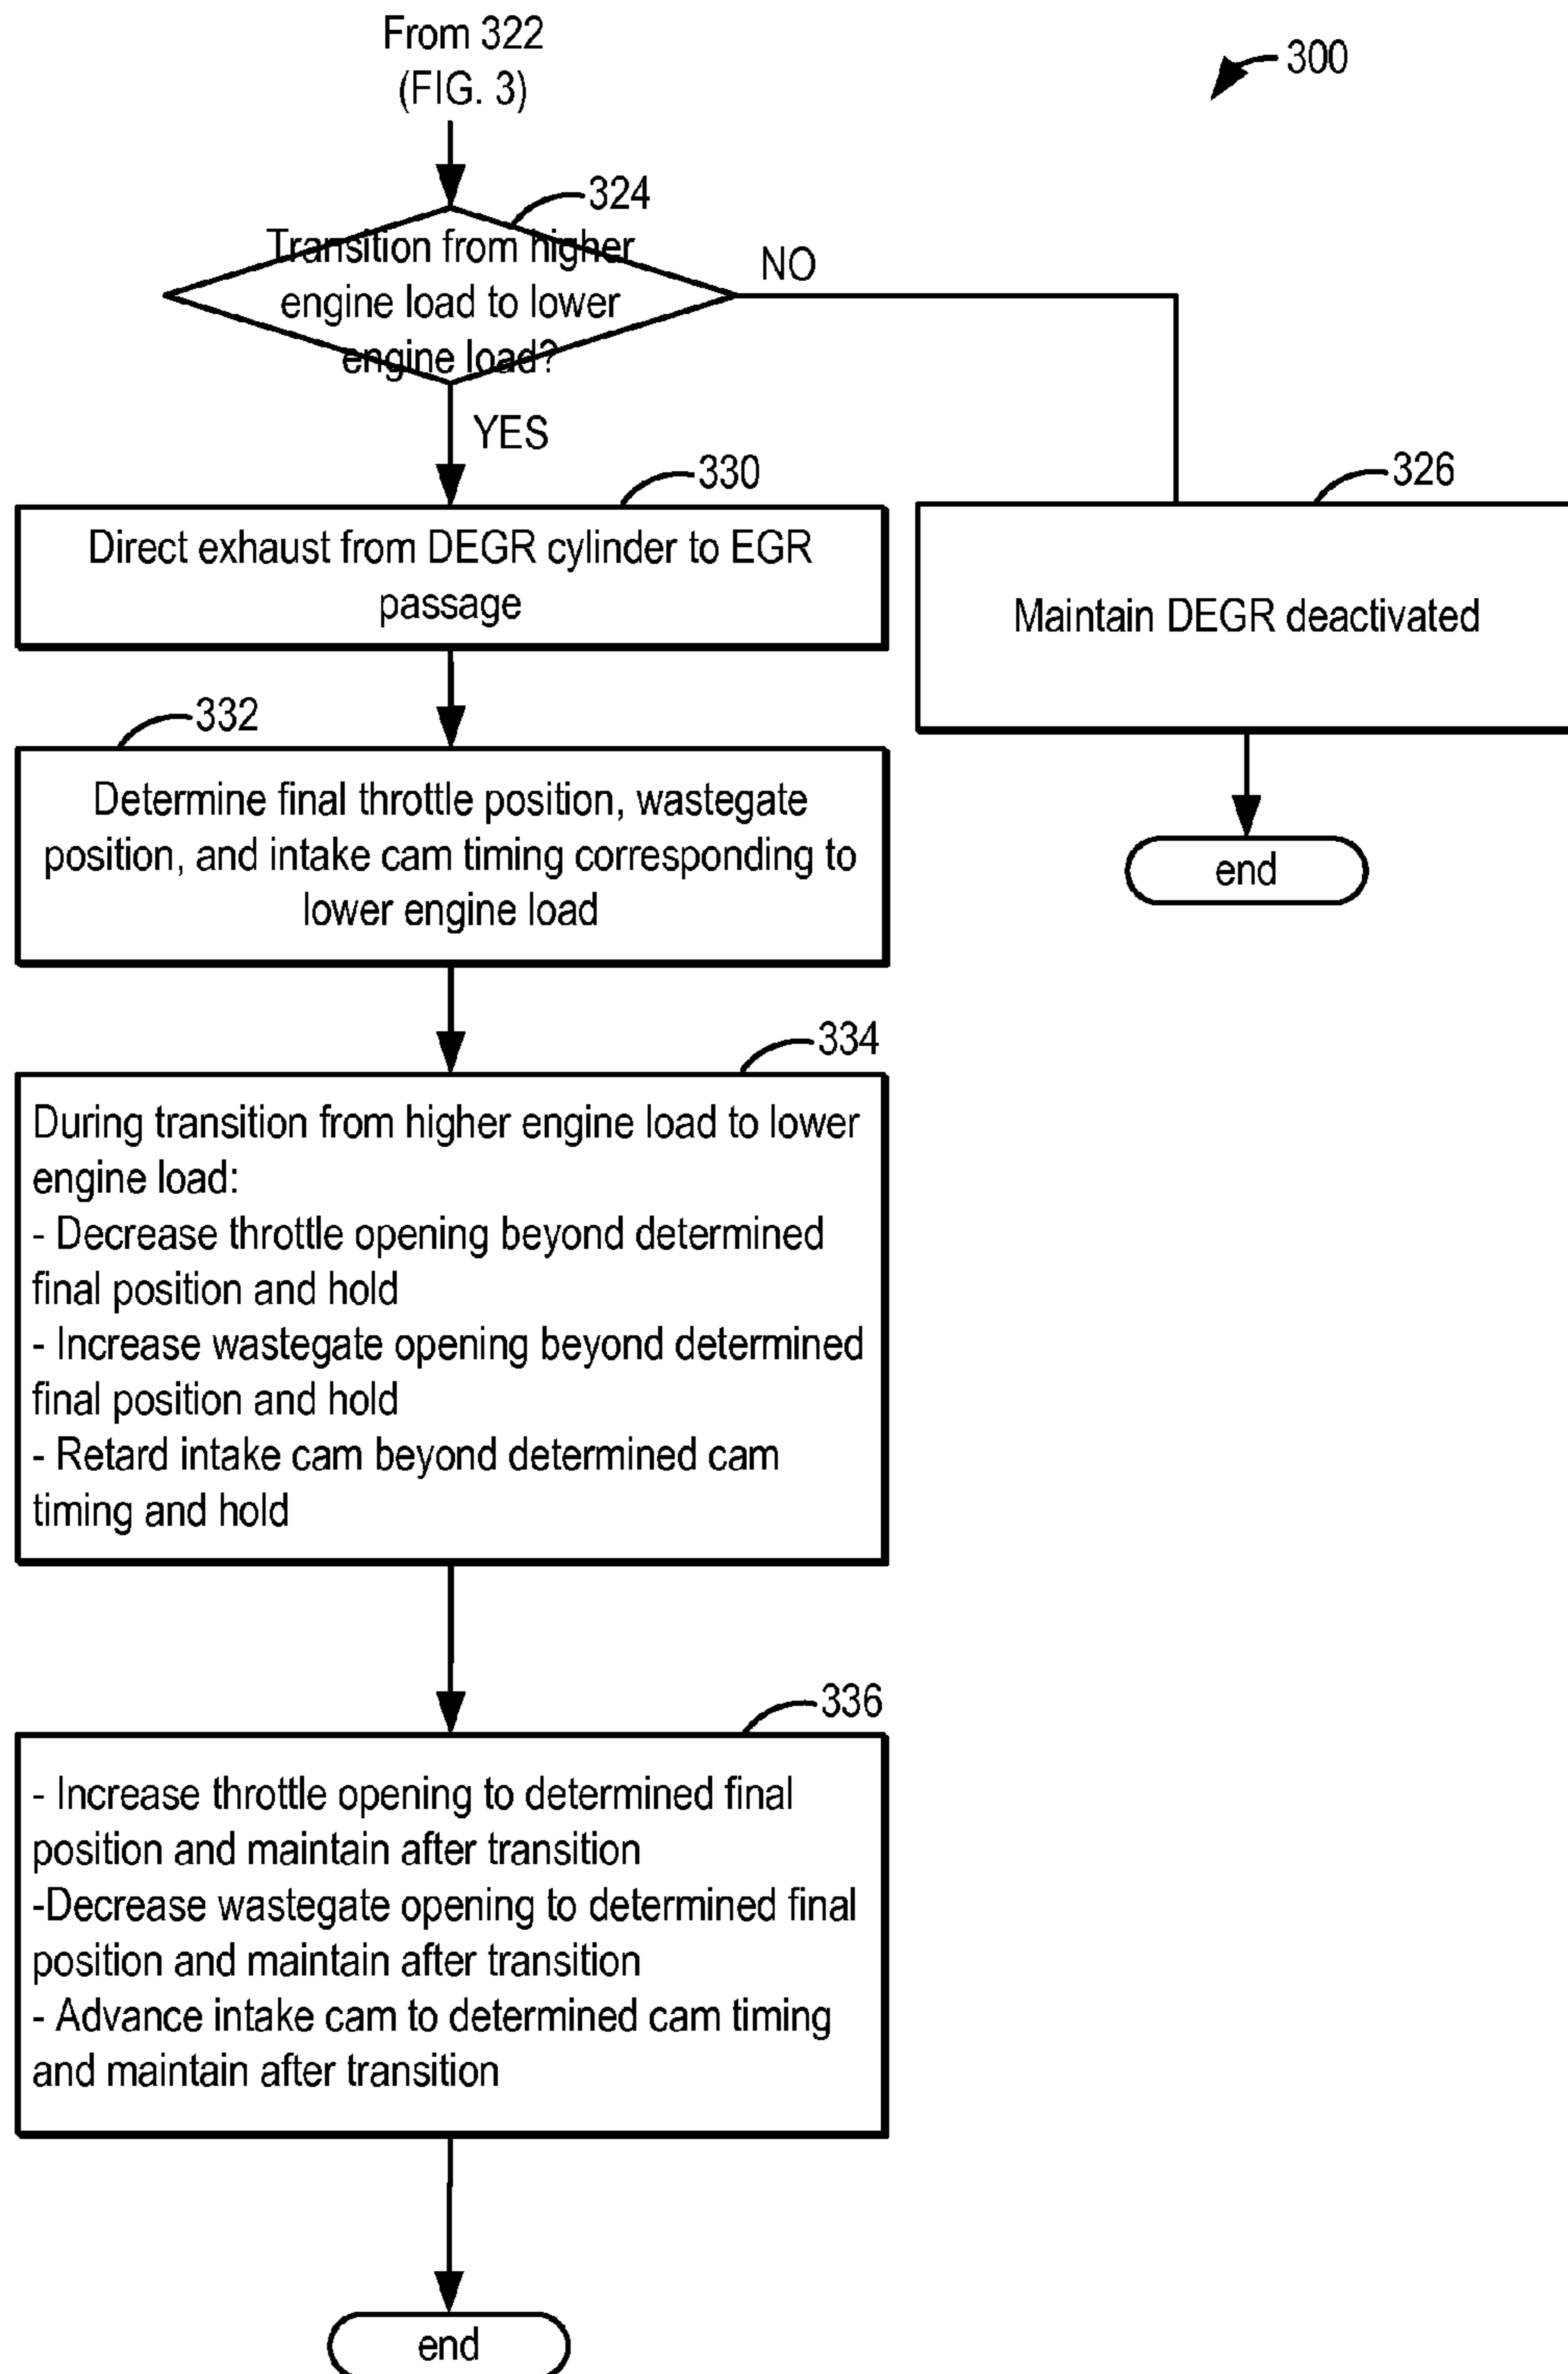 From 322
(FIG. 3)
300
324
Transition from higher
engine load to lower
engine load?
NO
YES
330
Direct exhaust from DEGR cylinder to EGR
passage
326
Maintain DEGR deactivated
end
332
Determine final throttle position, wastegate
position, and intake cam timing corresponding to
lower engine load
334
During transition from higher engine load to lower
engine load:
- Decrease throttle opening beyond determined
final position and hold
- Increase wastegate opening beyond determined
final position and hold
- Retard intake cam beyond determined cam
timing and hold
336
- Increase throttle opening to determined final
position and maintain after transition
-Decrease wastegate opening to determined final
position and maintain after transition
- Advance intake cam to determined cam timing
and maintain after transition
end